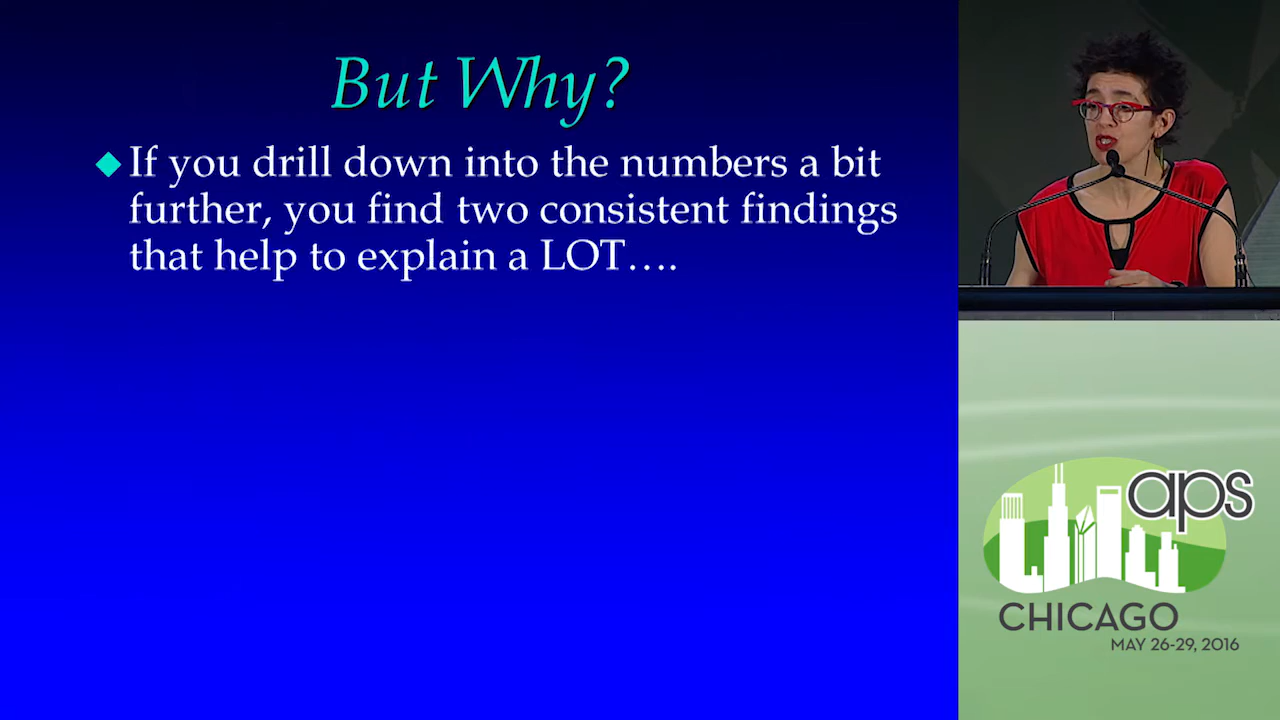 But Why?
If you drill down into the numbers a bit
further, you find two consistent findings
that help to explain a LOT….
aps
CHICAGO
MAY 26-29, 2016